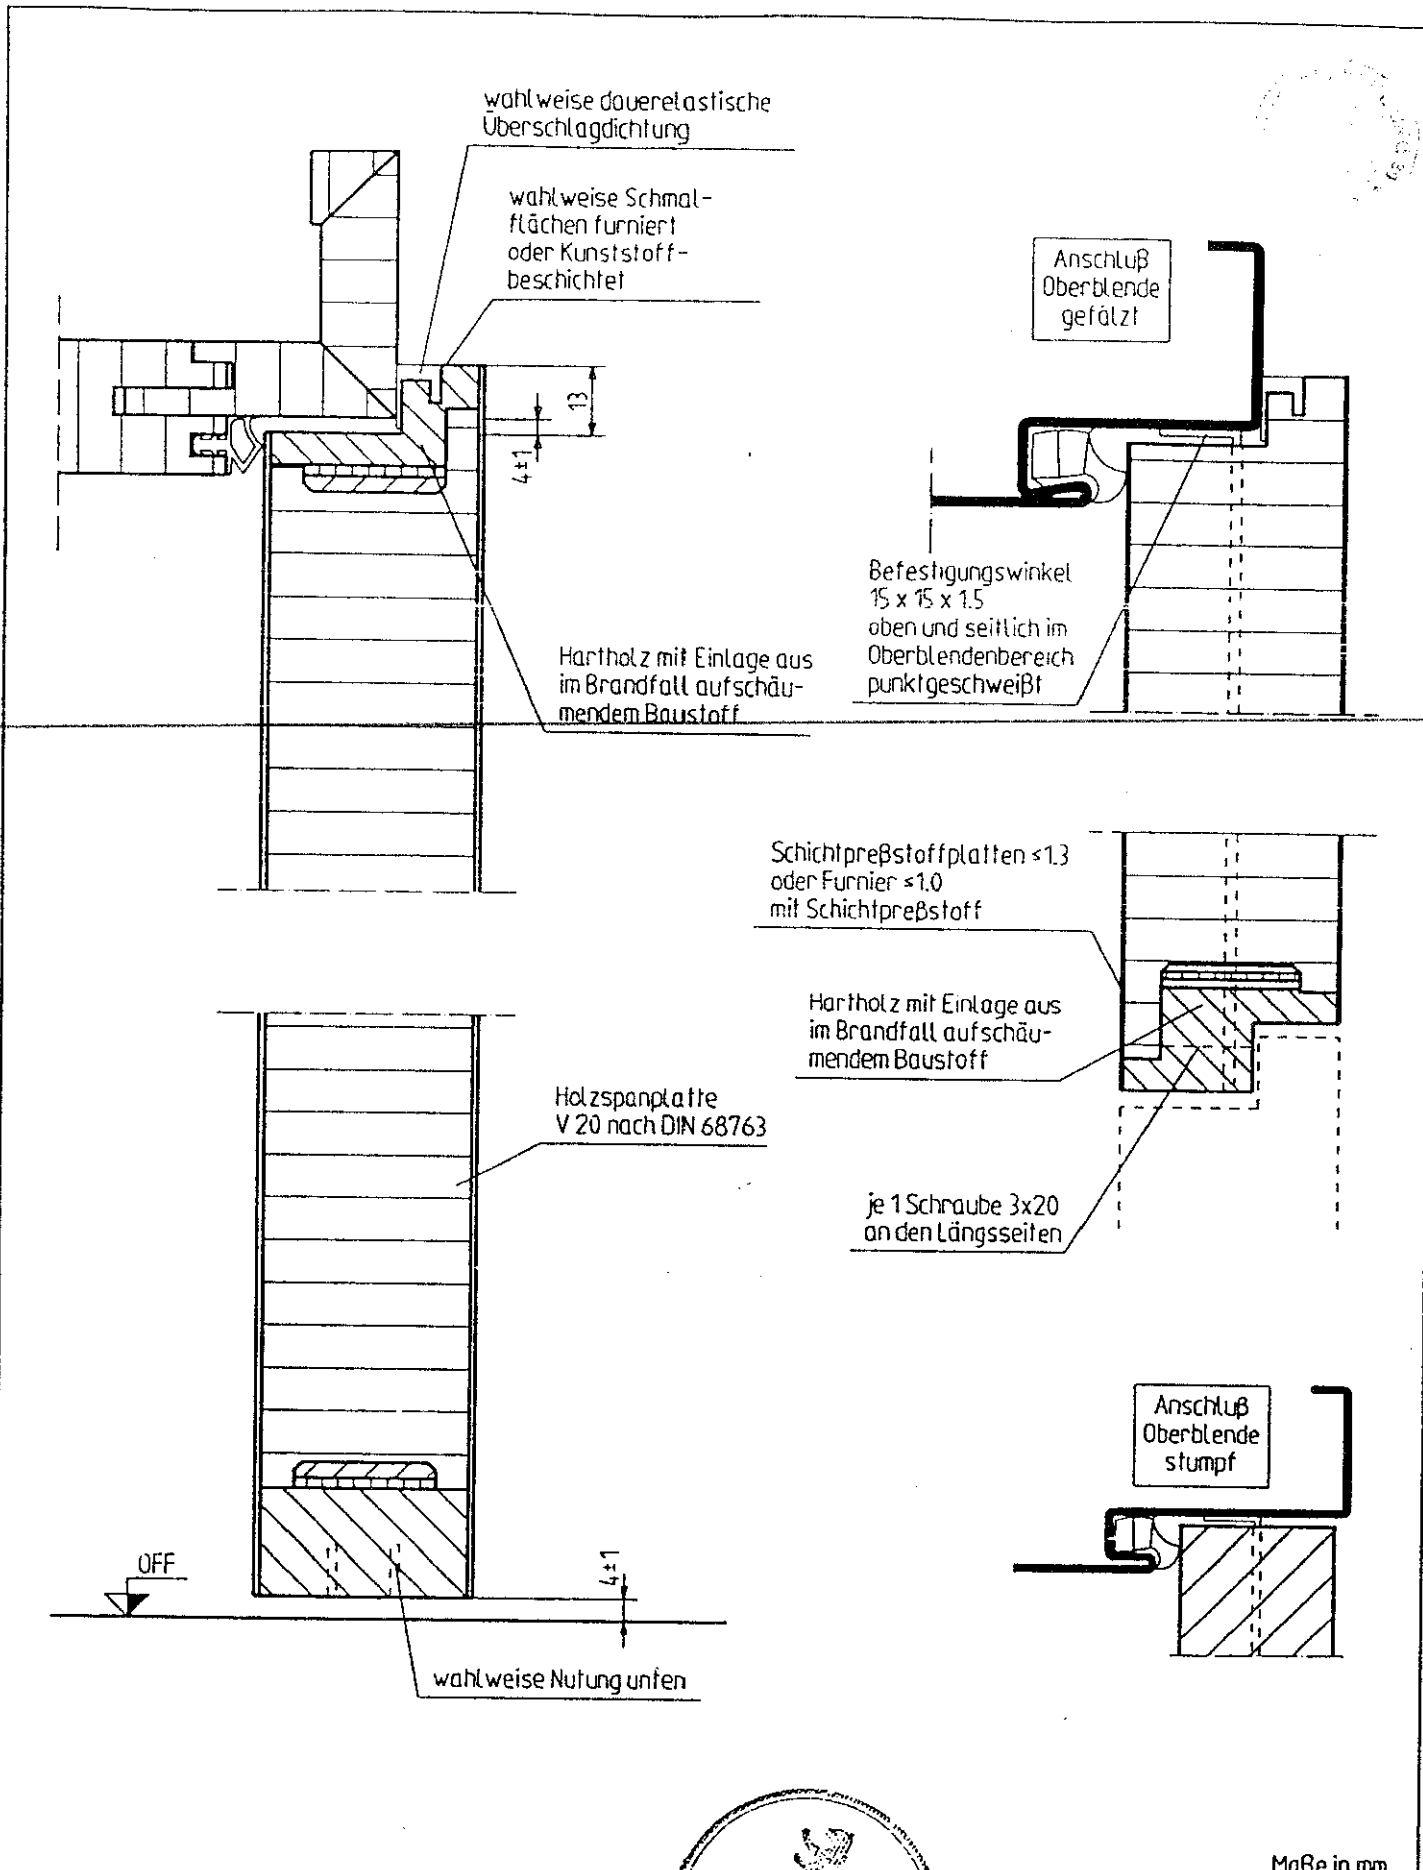 wahlweise dauerelastische
Überschlagdichtung
wahlweise Schmal-
flächen furniert
oder Kunststoff-
beschichtet
13
4±1
Hartholz mit Einlage aus
im Brandfall aufschäu-
mendem Baustoff
Anschluß
Oberblende
gefälzt
Befestigungswinkel
15 x 15 x 1.5
oben und seitlich im
Oberblendenbereich
punktgeschweißt
Schichtpreßstoffplatten ≤1.3
oder Furnier ≤1.0
mit Schichtpreßstoff
Hartholz mit Einlage aus
im Brandfall aufschäu-
mendem Baustoff
je 1 Schraube 3x20
an den Längsseiten
Holzspanplatte
V 20 nach DIN 68763
OFF
4±1
wahlweise Nutung unten
Anschluß
Oberblende
stumpf
Maße in mm